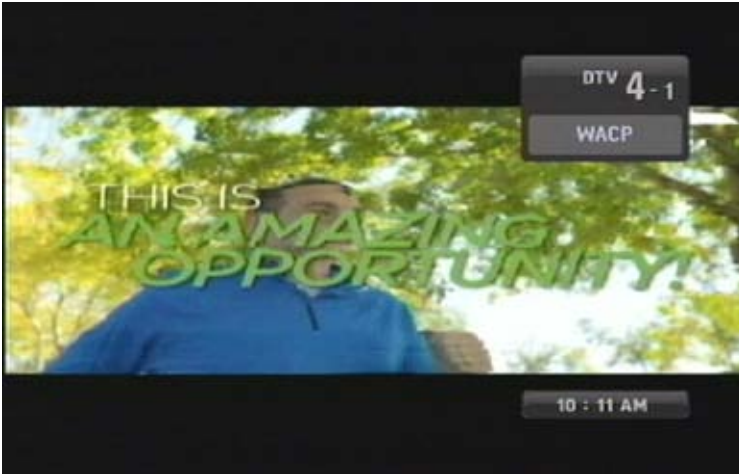 DTV 4-1
WACP
THIS IS
AN AMAZING
OPPORTUNITY!
10 : 11 AM